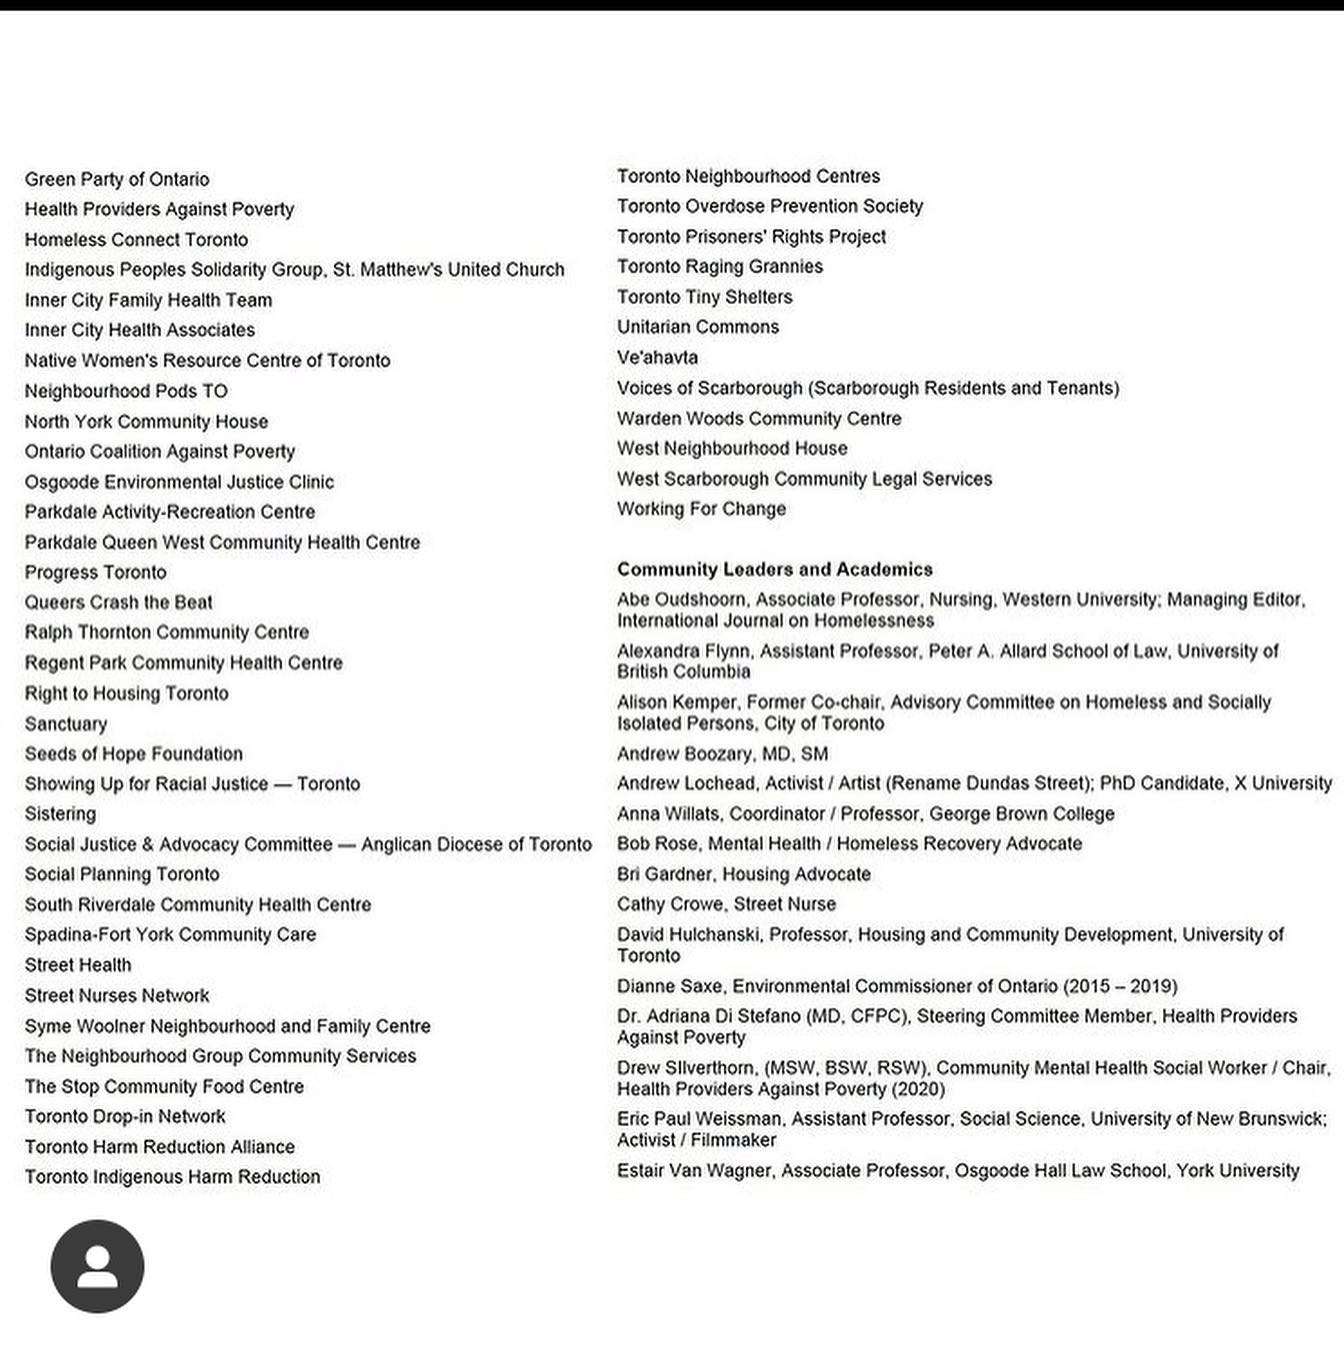 Green Party of Ontario
Health Providers Against Poverty
Homeless Connect Toronto
Indigenous Peoples Solidarity Group, St. Matthew's United Church
Inner City Family Health Team
Inner City Health Associates
Native Women's Resource Centre of Toronto
Neighbourhood Pods TO
North York Community House
Ontario Coalition Against Poverty
Osgoode Environmental Justice Clinic
Parkdale Activity-Recreation Centre
Parkdale Queen West Community Health Centre
Progress Toronto
Queers Crash the Beat
Ralph Thornton Community Centre
Regent Park Community Health Centre
Right to Housing Toronto
Sanctuary
Seeds of Hope Foundation
Showing Up for Racial Justice — Toronto
Sistering
Social Justice & Advocacy Committee — Anglican Diocese of Toronto
Social Planning Toronto
South Riverdale Community Health Centre
Spadina-Fort York Community Care
Street Health
Street Nurses Network
Syme Woolner Neighbourhood and Family Centre
The Neighbourhood Group Community Services
The Stop Community Food Centre
Toronto Drop-in Network
Toronto Harm Reduction Alliance
Toronto Indigenous Harm Reduction
Toronto Neighbourhood Centres
Toronto Overdose Prevention Society
Toronto Prisoners' Rights Project
Toronto Raging Grannies
Toronto Tiny Shelters
Unitarian Commons
Ve'ahavta
Voices of Scarborough (Scarborough Residents and Tenants)
Warden Woods Community Centre
West Neighbourhood House
West Scarborough Community Legal Services
Working For Change
Community Leaders and Academics
Abe Oudshoorn, Associate Professor, Nursing, Western University; Managing Editor,
International Journal on Homelessness
Alexandra Flynn, Assistant Professor, Peter A. Allard School of Law, University of
British Columbia
Alison Kemper, Former Co-chair, Advisory Committee on Homeless and Socially
Isolated Persons, City of Toronto
Andrew Boozary, MD, SM
Andrew Lochead, Activist / Artist (Rename Dundas Street); PhD Candidate, X University
Anna Willats, Coordinator / Professor, George Brown College
Bob Rose, Mental Health / Homeless Recovery Advocate
Bri Gardner, Housing Advocate
Cathy Crowe, Street Nurse
David Hulchanski, Professor, Housing and Community Development, University of
Toronto
Dianne Saxe, Environmental Commissioner of Ontario (2015 – 2019)
Dr. Adriana Di Stefano (MD, CFPC), Steering Committee Member, Health Providers
Against Poverty
Drew SIlverthorn, (MSW, BSW, RSW), Community Mental Health Social Worker / Chair,
Health Providers Against Poverty (2020)
Eric Paul Weissman, Assistant Professor, Social Science, University of New Brunswick;
Activist / Filmmaker
Estair Van Wagner, Associate Professor, Osgoode Hall Law School, York University